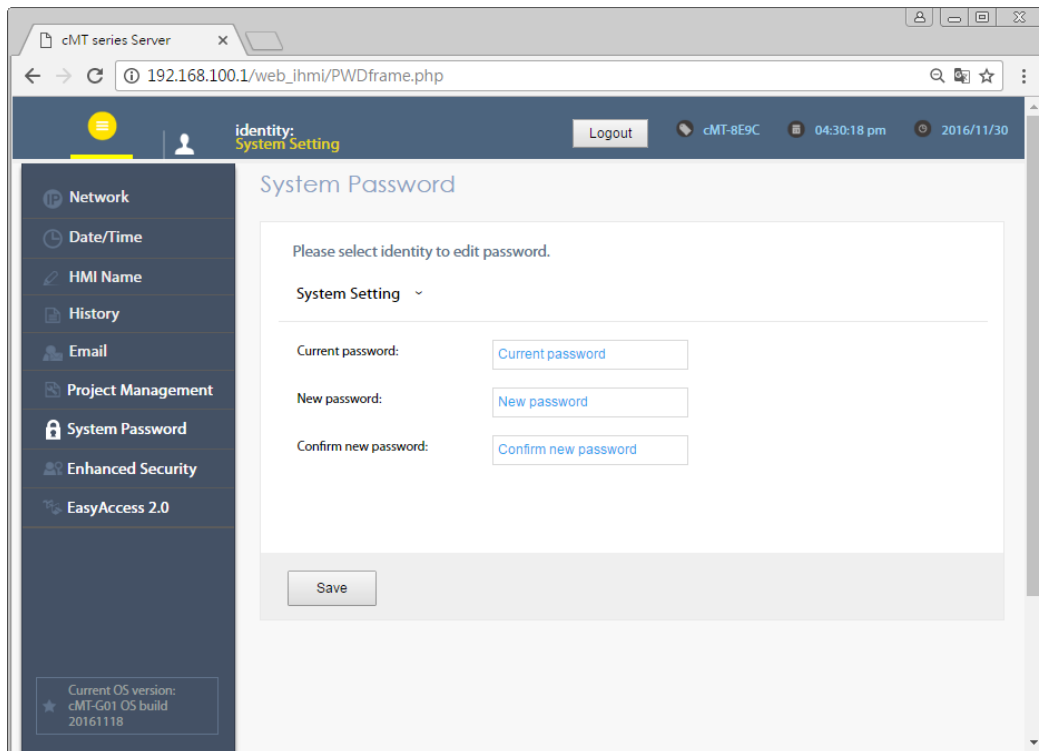 cMT series Server
192.168.100.1/web_ihmi/PWDframe.php
identity:
System Setting
Logout
cMT-8E9C
04:30:18 pm
2016/11/30
Network
Date/Time
HMI Name
History
Email
Project Management
System Password
Enhanced Security
EasyAccess 2.0
Current OS version:
cMT-G01 OS build
20161118
System Password
Please select identity to edit password.
System Setting
Current password:
Current password
New password:
New password
Confirm new password:
Confirm new password
Save